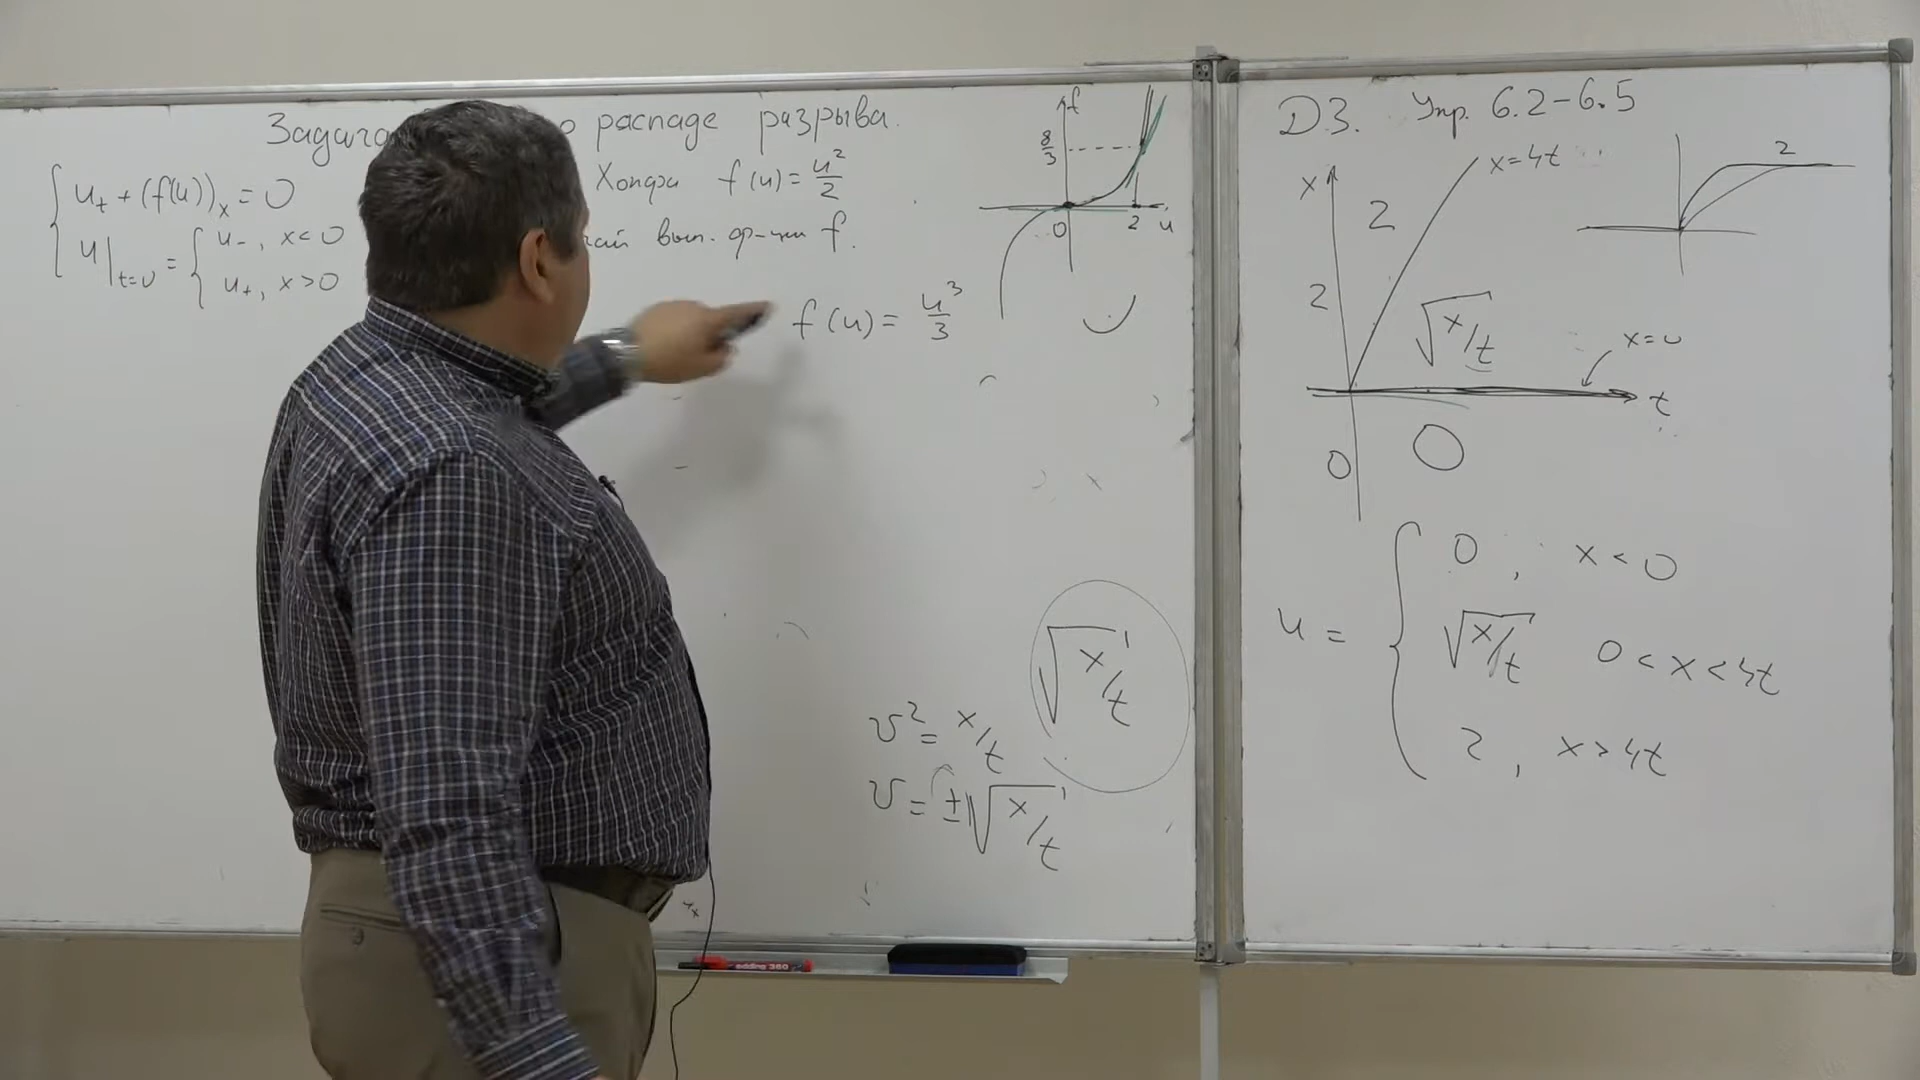 Задача о распаде разрыва.
u_t + (f(u))_x = 0
u|_{t=0} = { u_-, x<0
u_+, x>0
Хопфа f(u) = u²/2
вып. ф-ции f.
f(u) = u³/3
f
8/3
0 2 u
√x/t
v² = x/t
v = ±√x/t
edding 360
ДЗ. Упр. 6.2–6.5
x
2
x=4t
2
2
√x/t
x=0
t
0
0
u =
0, x<0
√x/t 0<x<4t
2, x>4t